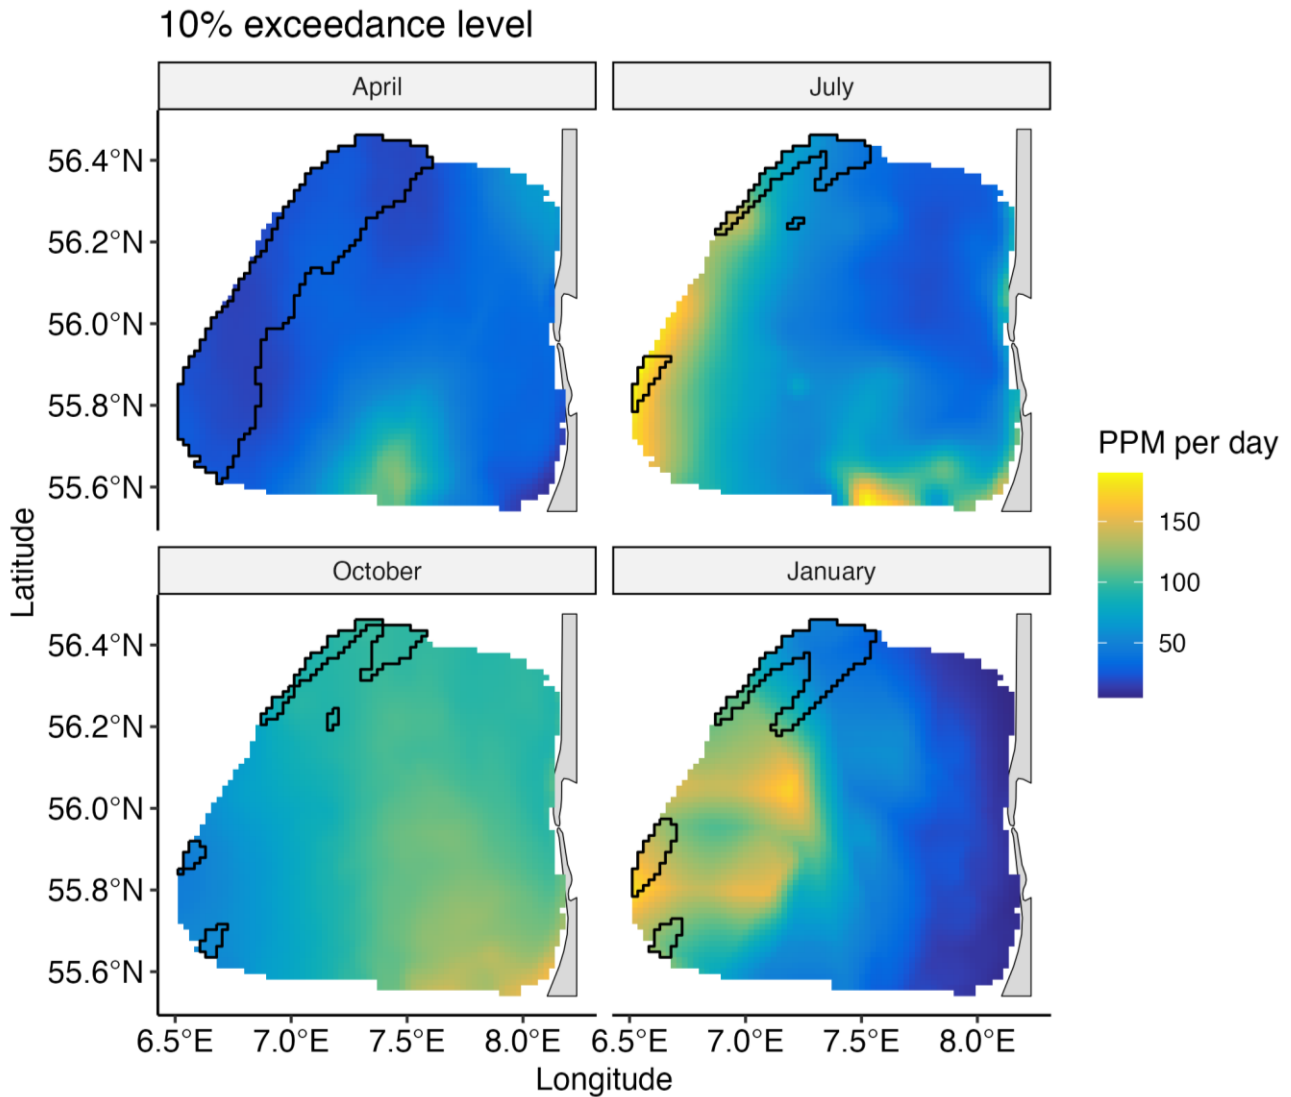 10% exceedance level
April
July
56.4°N
56.2°N
56.0°N
55.8°N
55.6°N
PPM per day
150
100
50
Latitude
October
January
56.4°N
56.2°N
56.0°N
55.8°N
55.6°N
6.5°E 7.0°E 7.5°E 8.0°E 6.5°E 7.0°E 7.5°E 8.0°E
Longitude